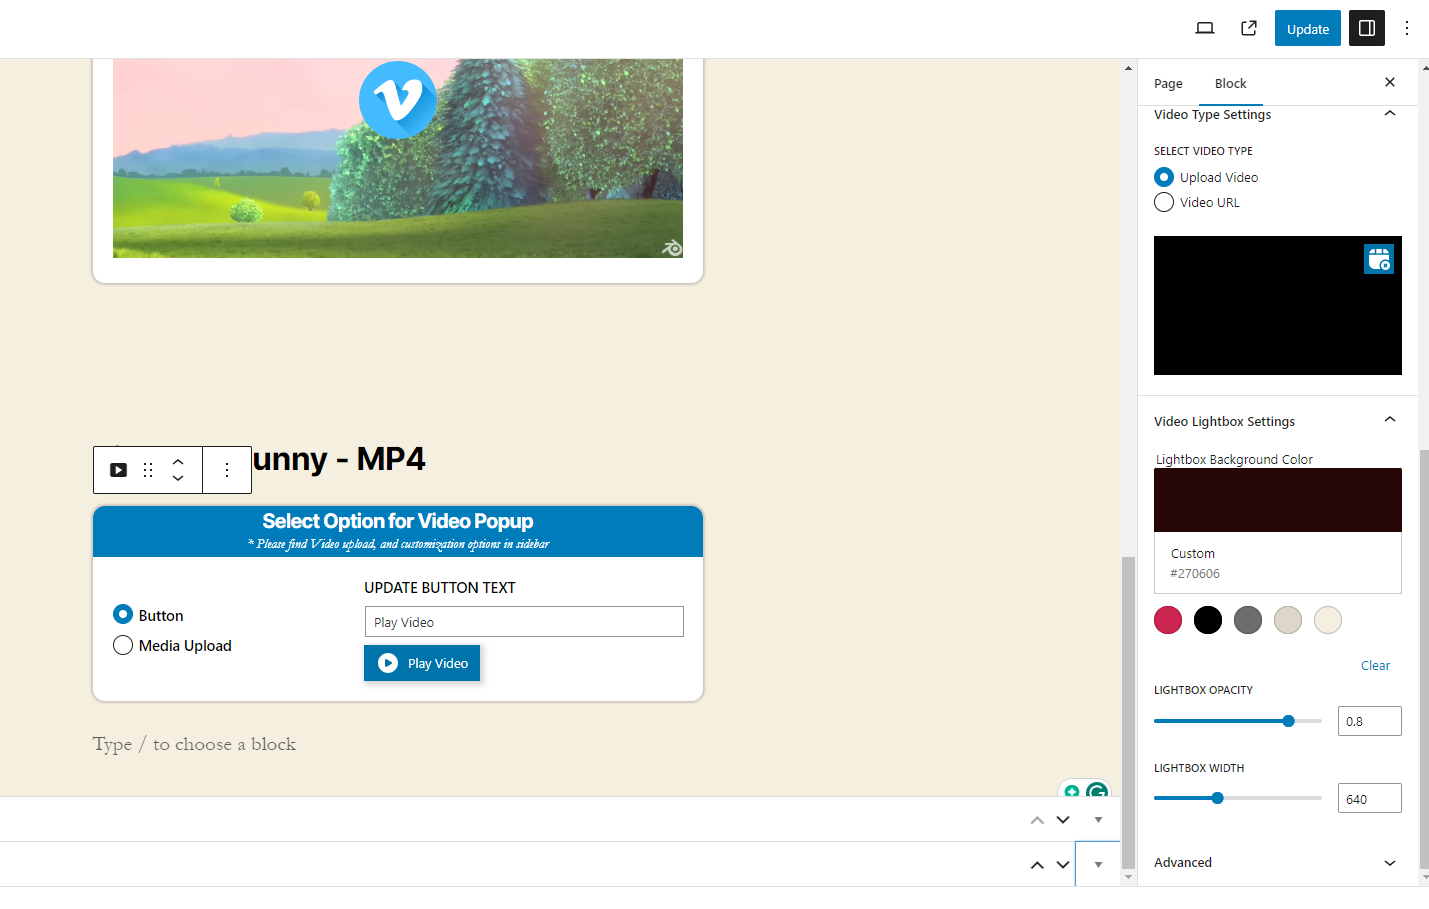 Update
Page
Block
Video Type Settings
SELECT VIDEO TYPE
Upload Video
Video URL
Video Lightbox Settings
Lightbox Background Color
Custom
#270606
Clear
LIGHTBOX OPACITY
0.8
LIGHTBOX WIDTH
640
Advanced
unny - MP4
Select Option for Video Popup
* Please find Video upload, and customization options in sidebar
Button
Media Upload
UPDATE BUTTON TEXT
Play Video
Play Video
Type / to choose a block